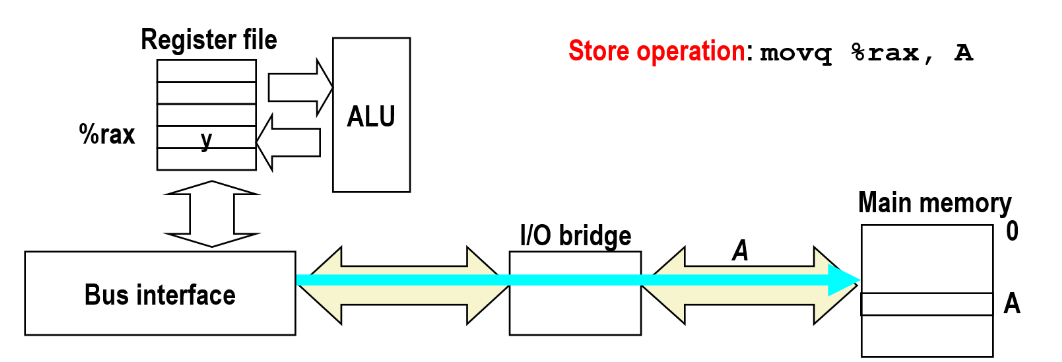 Register file
Store operation: movq %rax, A
ALU
%rax
y
Main memory
0
I/O bridge
A
Bus interface
A